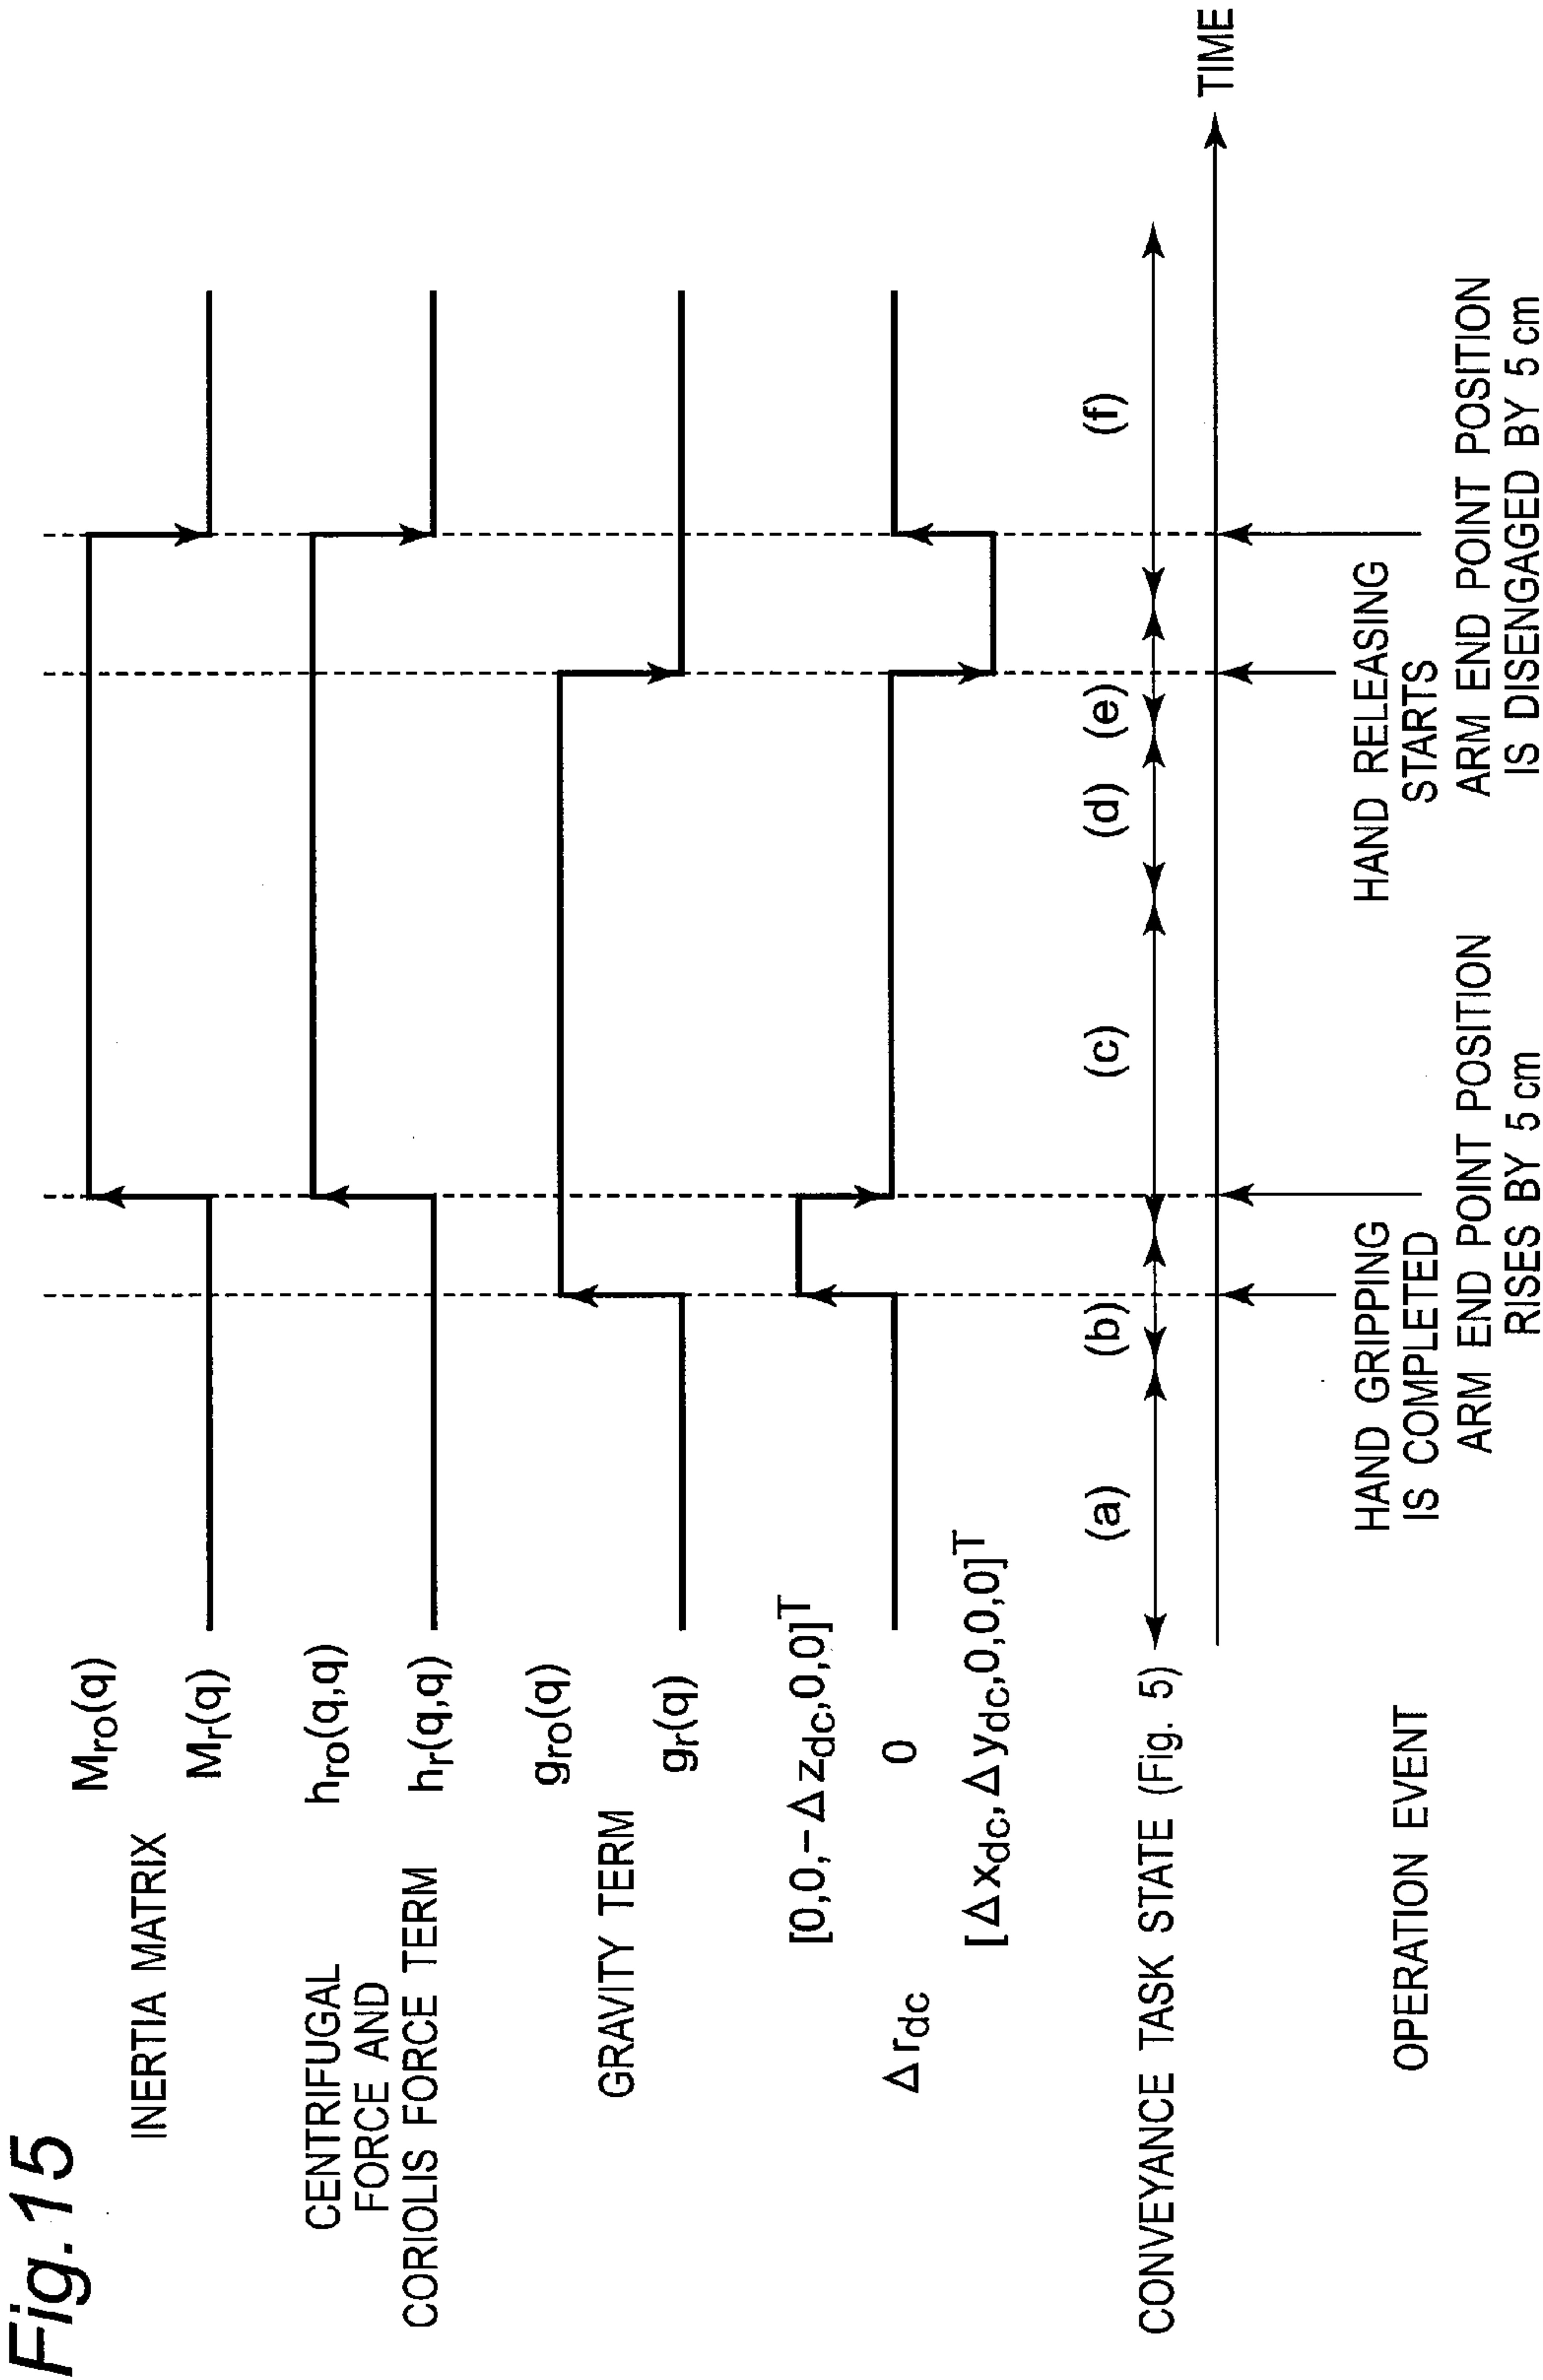 Fig.15
INERTIA MATRIX
Mro(q)
Mr(q)
CENTRIFUGAL
FORCE AND
CORIOLIS FORCE TERM
hro(q,q)
hr(q,q)
GRAVITY TERM
gro(q)
gr(q)
Δrdc
[0,0,-Δzdc,0,0]T
0
[Δxdc,Δydc,0,0,0]T
CONVEYANCE TASK STATE (Fig. 5)
(a)
(b)
(c)
(d)
(e)
(f)
TIME
OPERATION EVENT
HAND GRIPPING
IS COMPLETED
ARM END POINT POSITION
RISES BY 5 cm
HAND RELEASING
STARTS
ARM END POINT POSITION
IS DISENGAGED BY 5 cm